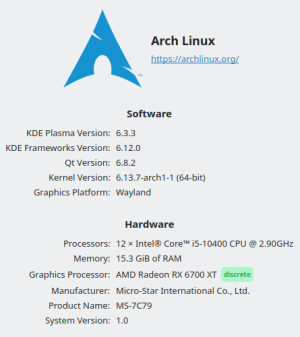 Arch Linux
https://archlinux.org/
Software
KDE Plasma Version: 6.3.3
KDE Frameworks Version: 6.12.0
Qt Version: 6.8.2
Kernel Version: 6.13.7-arch1-1 (64-bit)
Graphics Platform: Wayland
Hardware
Processors: 12 × Intel® Core™ i5-10400 CPU @ 2.90GHz
Memory: 15.3 GiB of RAM
Graphics Processor: AMD Radeon RX 6700 XT discrete
Manufacturer: Micro-Star International Co., Ltd.
Product Name: MS-7C79
System Version: 1.0